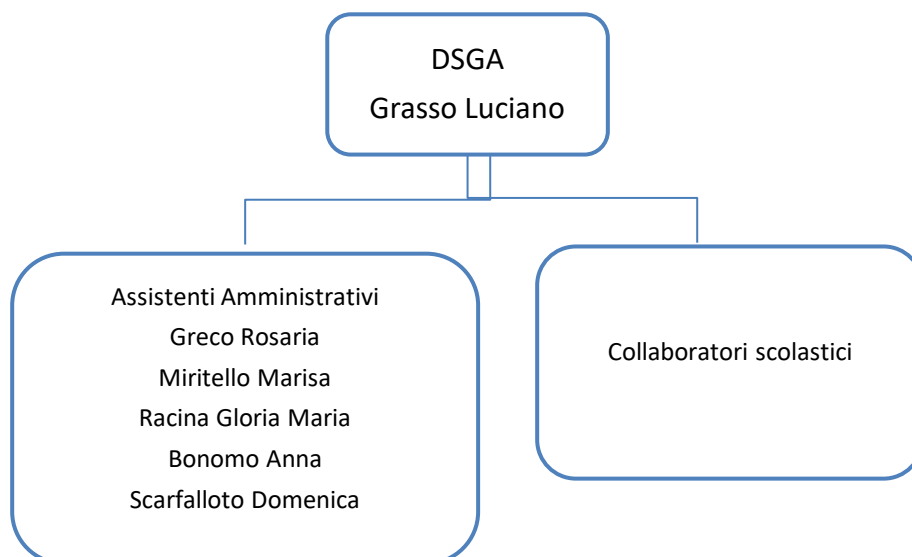 DSGA
Grasso Luciano
Assistenti Amministrativi
Greco Rosaria
Miritello Marisa
Racina Gloria Maria
Bonomo Anna
Scarfalloto Domenica
Collaboratori scolastici